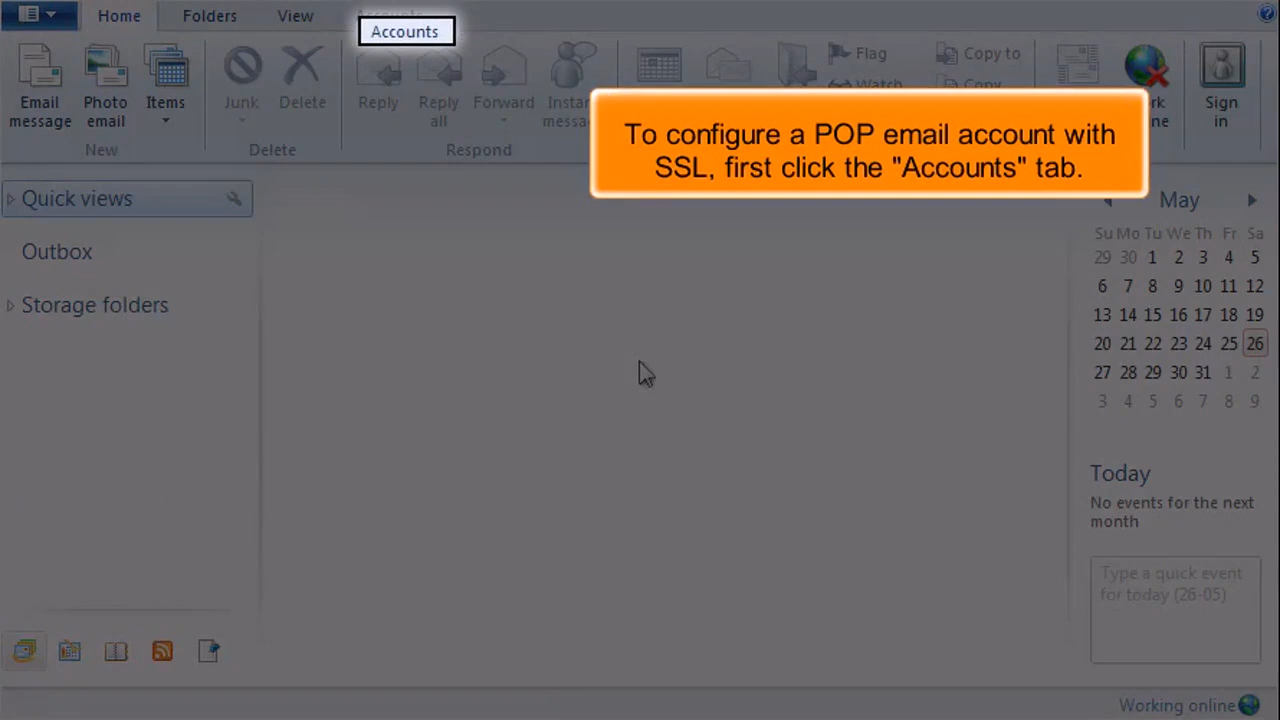 Home
Folders
View
Accounts
Email message
Photo email
Items
New
Junk
Delete
Delete
Reply
Reply all
Forward
Respond
Flag
Watch
Copy to
Copy
Sign in
To configure a POP email account with
SSL, first click the "Accounts" tab.
Quick views
Outbox
Storage folders
May
Su Mo Tu We Th Fr Sa
29 30 1 2 3 4 5
6 7 8 9 10 11 12
13 14 15 16 17 18 19
20 21 22 23 24 25 26
27 28 29 30 31 1 2
3 4 5 6 7 8 9
Today
No events for the next
month
Type a quick event
for today (26-05)
Working online